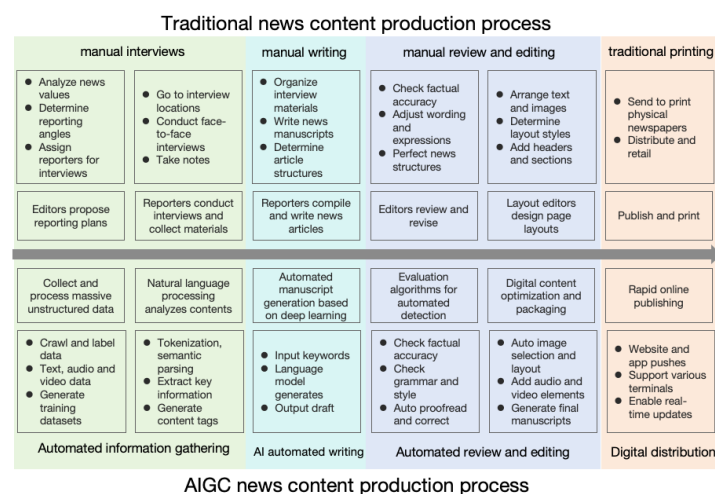 Traditional news content production process
manual interviews
manual writing
manual review and editing
traditional printing
● Analyze news
values
● Determine
reporting
angles
● Assign
reporters for
interviews
● Go to interview
locations
● Conduct face-
to-face
interviews
● Take notes
● Organize
interview
materials
● Write news
manuscripts
● Determine
article
structures
● Check factual
accuracy
● Adjust wording
and
expressions
● Perfect news
structures
● Arrange text
and images
● Determine
layout styles
● Add headers
and sections
● Send to print
physical
newspapers
● Distribute and
retail
Editors propose
reporting plans
Reporters conduct
interviews and
collect materials
Reporters compile
and write news
articles
Editors review and
revise
Layout editors
design page
layouts
Publish and print
Collect and
process massive
unstructured data
Natural language
processing
analyzes contents
Automated
manuscript
generation based
on deep learning
Evaluation
algorithms for
automated
detection
Digital content
optimization and
packaging
Rapid online
publishing
● Crawl and label
data
● Text, audio and
video data
● Generate
training
datasets
● Tokenization,
semantic
parsing
● Extract key
information
● Generate
content tags
● Input keywords
● Language
model
generates
● Output draft
● Check factual
accuracy
● Check
grammar and
style
● Auto proofread
and correct
● Auto image
selection and
layout
● Add audio and
video elements
● Generate final
manuscripts
● Website and
app pushes
● Support various
terminals
● Enable real-
time updates
Automated information gathering
AI automated writing
Automated review and editing
Digital distribution
AIGC news content production process